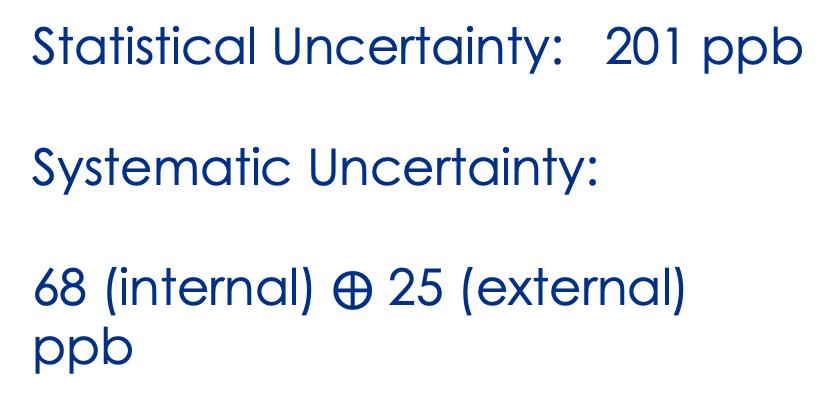 Statistical Uncertainty: 201 ppb
Systematic Uncertainty:
68 (internal) ⊕ 25 (external)
ppb